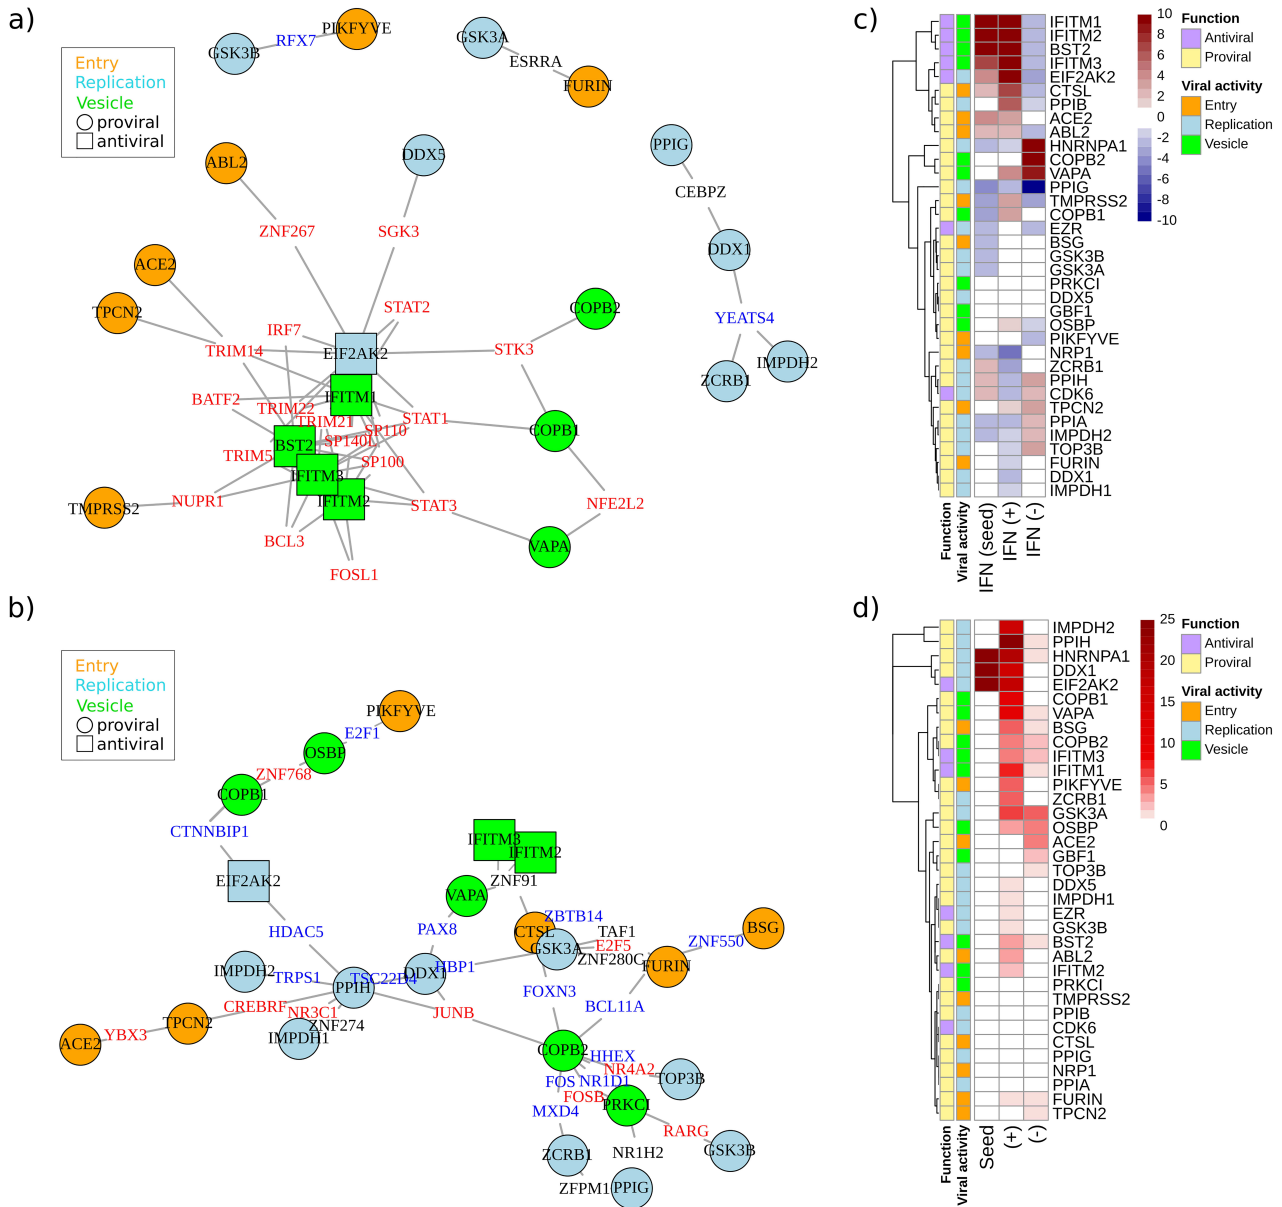 a)
GSK3B
RFX7
PIKFYVE
GSK3A
ESRRA
FURIN
Entry
Replication
Vesicle
proviral
antiviral
ABL2
DDX5
PPIG
CEBPZ
ZNF267
SGK3
DDX1
ACE2
TPCN2
STAT2
COPB2
YEATS4
IRF7
TRIM14
EIF2AK2
STK3
ZCRB1
IMPDH2
BATF2
IFITM1
TRIM22
TRIM21
STAT1
SP110
COPB1
BST2
SP140L
TRIM5
SP100
IFITM3
TMPRSS2
NUPR1
IFITM2
STAT3
NFE2L2
BCL3
VAPA
FOSL1
b)
Entry
Replication
Vesicle
proviral
antiviral
PIKFYVE
E2F1
OSBP
ZNF768
COPB1
CTNNBIP1
EIF2AK2
IFITM3
IFITM2
ZNF91
VAPA
HDAC5
PAX8
ZBTB14
CTSL
TAF1
GSK3A
E2F5
ZNF280C
BSG
ZNF550
FURIN
IMPDH2
TRPS1
TSC22D4
DDX1
HBP1
PPIH
FOXN3
BCL11A
CREBRF
NR3C1
JUNB
YBX3
TPCN2
ZNF274
IMPDH1
ACE2
COPB2
HHEX
NR4A2
TOP3B
FOS
NR1D1
FOSB
PRKCI
MXD4
RARG
GSK3B
ZCRB1
NR1H2
ZFPM1
PPIG
c)
IFITM1
IFITM2
BST2
IFITM3
EIF2AK2
CTSL
PPIB
ACE2
ABL2
HNRNPA1
COPB2
VAPA
PPIG
TMPRSS2
COPB1
EZR
BSG
GSK3B
GSK3A
PRKCI
DDX5
GBF1
OSBP
PIKFYVE
NRP1
ZCRB1
PPIH
CDK6
TPCN2
PPIA
IMPDH2
TOP3B
FURIN
DDX1
IMPDH1
Function
Viral activity
IFN (seed)
IFN (+)
IFN (-)
10
8
6
4
2
0
-2
-4
-6
-8
-10
Function
Antiviral
Proviral
Viral activity
Entry
Replication
Vesicle
d)
IMPDH2
PPIH
HNRNPA1
DDX1
EIF2AK2
COPB1
VAPA
BSG
COPB2
IFITM3
IFITM1
PIKFYVE
ZCRB1
GSK3A
OSBP
ACE2
GBF1
TOP3B
DDX5
IMPDH1
EZR
GSK3B
BST2
ABL2
IFITM2
PRKCI
TMPRSS2
PPIB
CDK6
CTSL
PPIG
NRP1
PPIA
FURIN
TPCN2
Function
Viral activity
Seed
(+)
(-)
25
20
15
10
5
0
Function
Antiviral
Proviral
Viral activity
Entry
Replication
Vesicle